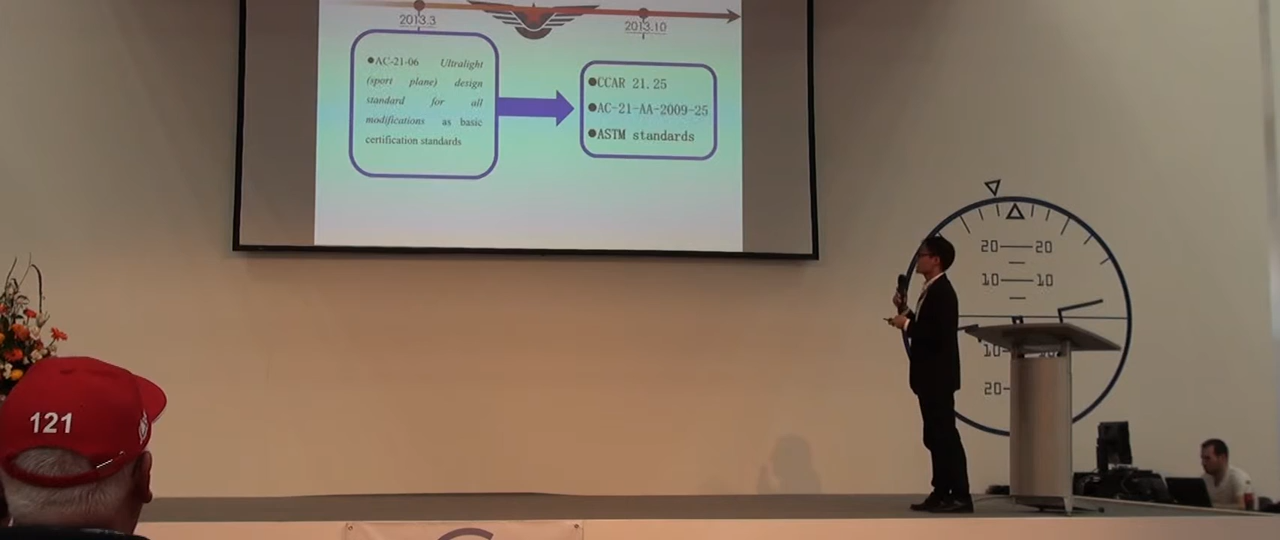 2013.3
2013.10
●AC-21-06 Ultralight
(sport plane) design
standard for all
modifications as basic
certification standards
●CCAR 21.25
●AC-21-AA-2009-25
●ASTM standards
20 20
10 10
10
20
121